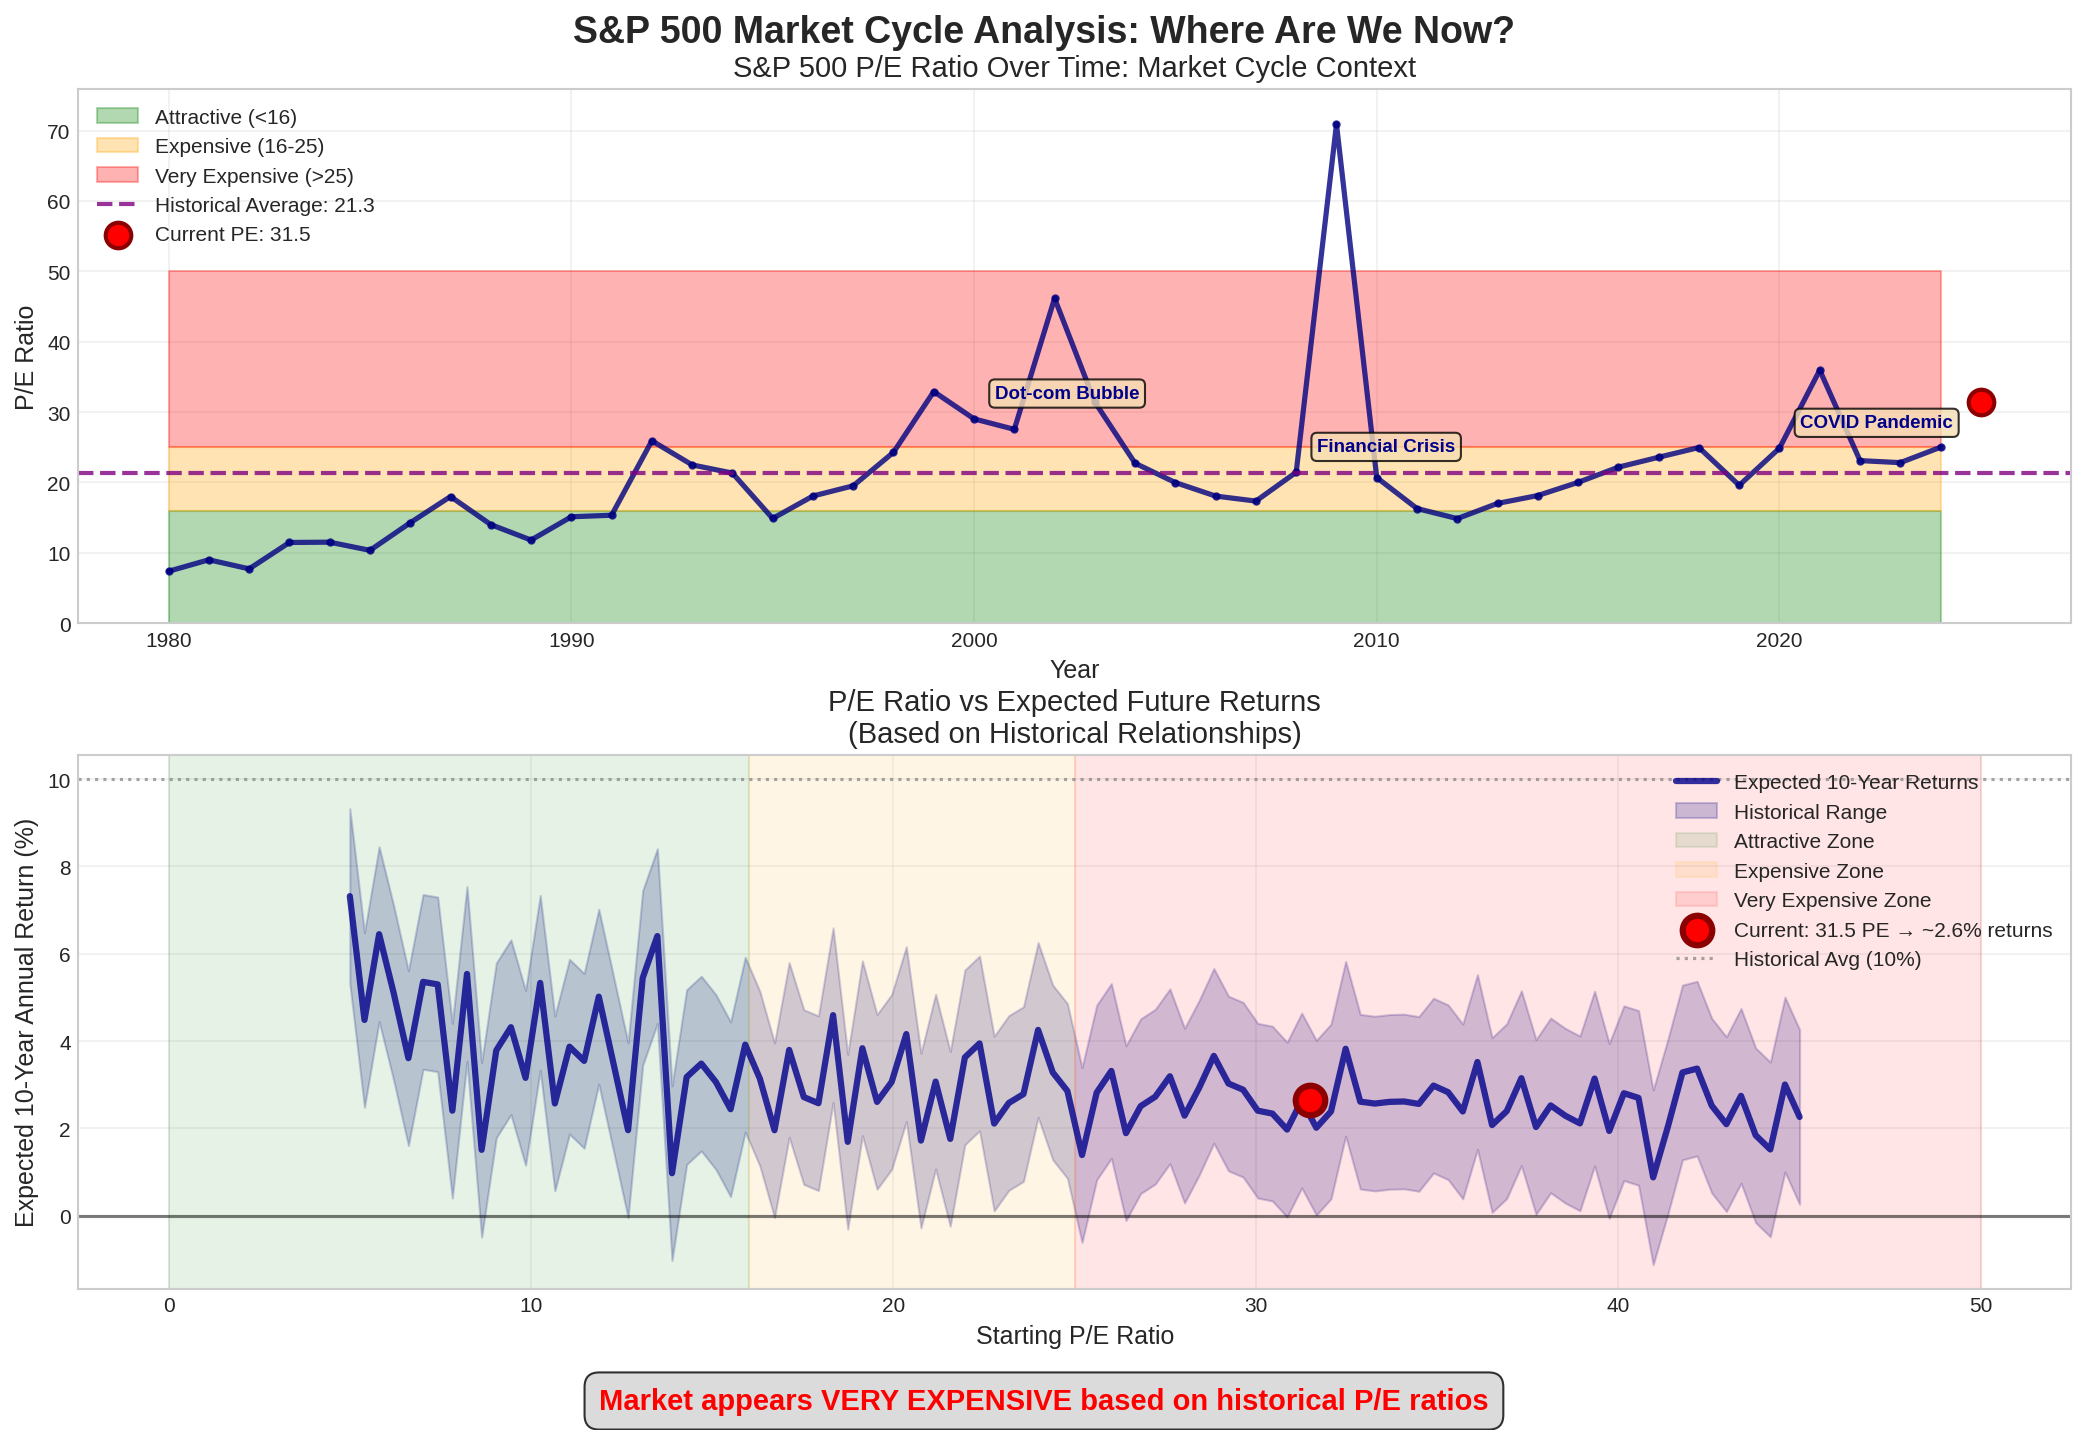 S&P 500 Market Cycle Analysis: Where Are We Now?
S&P 500 P/E Ratio Over Time: Market Cycle Context
Attractive (<16)
Expensive (16-25)
Very Expensive (>25)
Historical Average: 21.3
Current PE: 31.5
P/E Ratio
70
60
50
40
30
20
10
0
Dot-com Bubble
Financial Crisis
COVID Pandemic
1980
1990
2000
2010
2020
Year
P/E Ratio vs Expected Future Returns
(Based on Historical Relationships)
Expected 10-Year Annual Return (%)
10
8
6
4
2
0
Expected 10-Year Returns
Historical Range
Attractive Zone
Expensive Zone
Very Expensive Zone
Current: 31.5 PE → ~2.6% returns
Historical Avg (10%)
0
10
20
30
40
50
Starting P/E Ratio
Market appears VERY EXPENSIVE based on historical P/E ratios